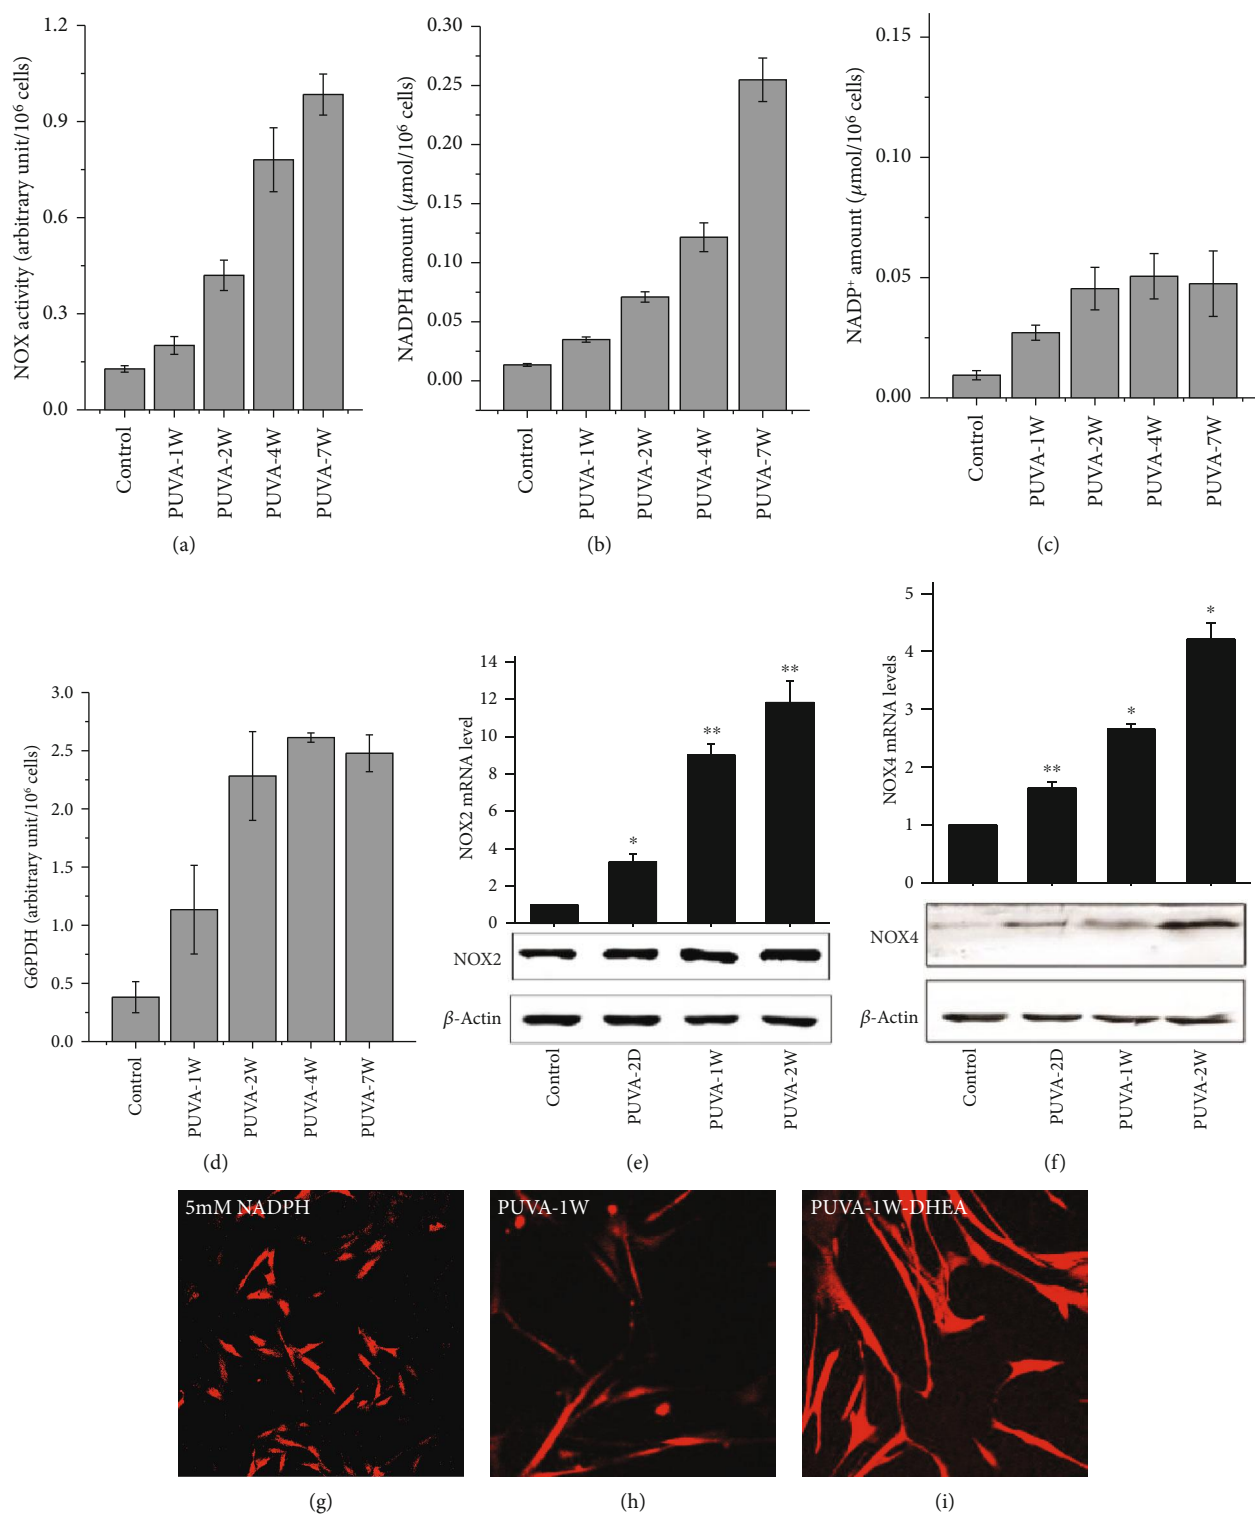 NOX activity (arbitrary unit/10⁶ cells)
1.2
0.9
0.6
0.3
0.0
Control
PUVA-1W
PUVA-2W
PUVA-4W
PUVA-7W
(a)
NADPH amount (μmol/10⁶ cells)
0.30
0.25
0.20
0.15
0.10
0.05
0.00
Control
PUVA-1W
PUVA-2W
PUVA-4W
PUVA-7W
(b)
NADP⁺ amount (μmol/10⁶ cells)
0.15
0.10
0.05
0.00
Control
PUVA-1W
PUVA-2W
PUVA-4W
PUVA-7W
(c)
G6PDH (arbitrary unit/10⁶ cells)
3.0
2.5
2.0
1.5
1.0
0.5
0.0
Control
PUVA-1W
PUVA-2W
PUVA-4W
PUVA-7W
(d)
NOX2 mRNA level
14
12
10
8
6
4
2
0
*
**
**
NOX2
β-Actin
Control
PUVA-2D
PUVA-1W
PUVA-2W
(e)
NOX4 mRNA levels
5
4
3
2
1
0
**
*
*
NOX4
β-Actin
Control
PUVA-2D
PUVA-1W
PUVA-2W
(f)
5mM NADPH
(g)
PUVA-1W
(h)
PUVA-1W-DHEA
(i)